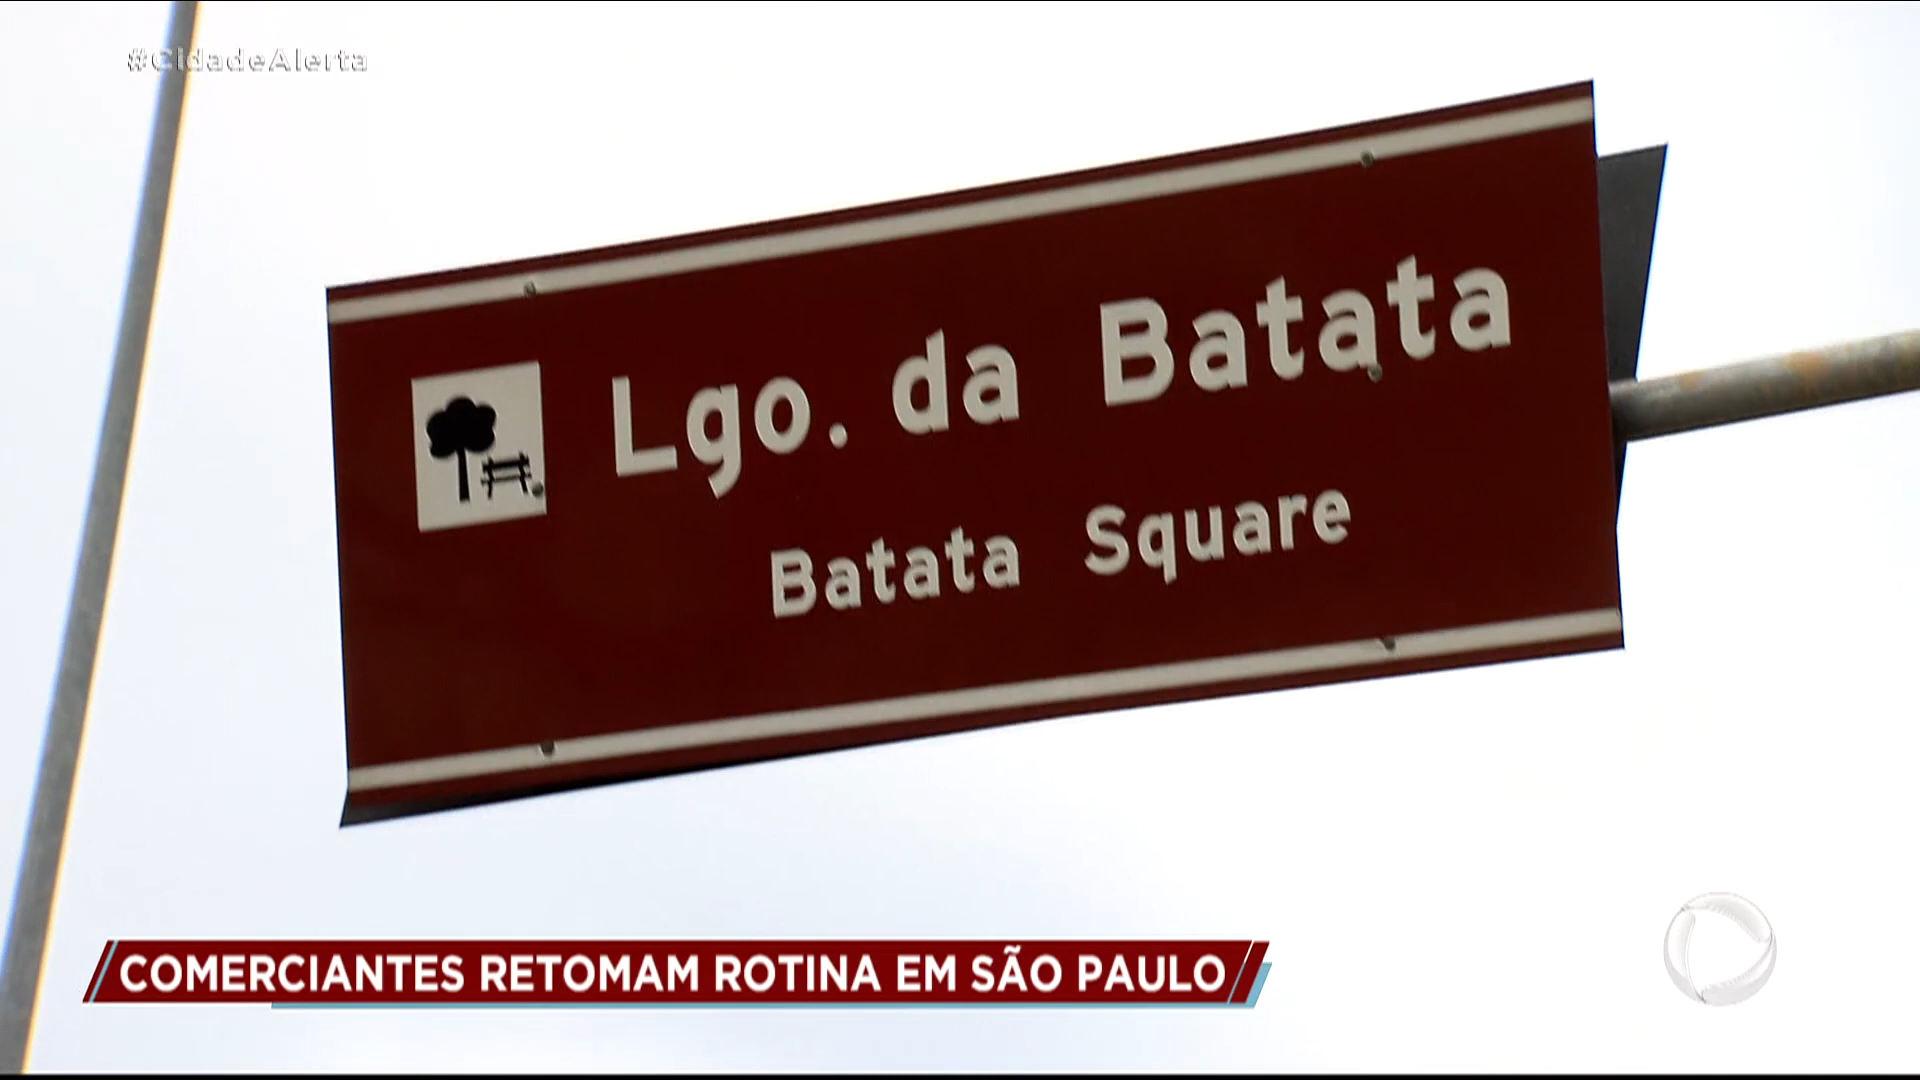 #CidadeAlerta
Lgo. da Batata
Batata Square
COMERCIANTES RETOMAM ROTINA EM SÃO PAULO